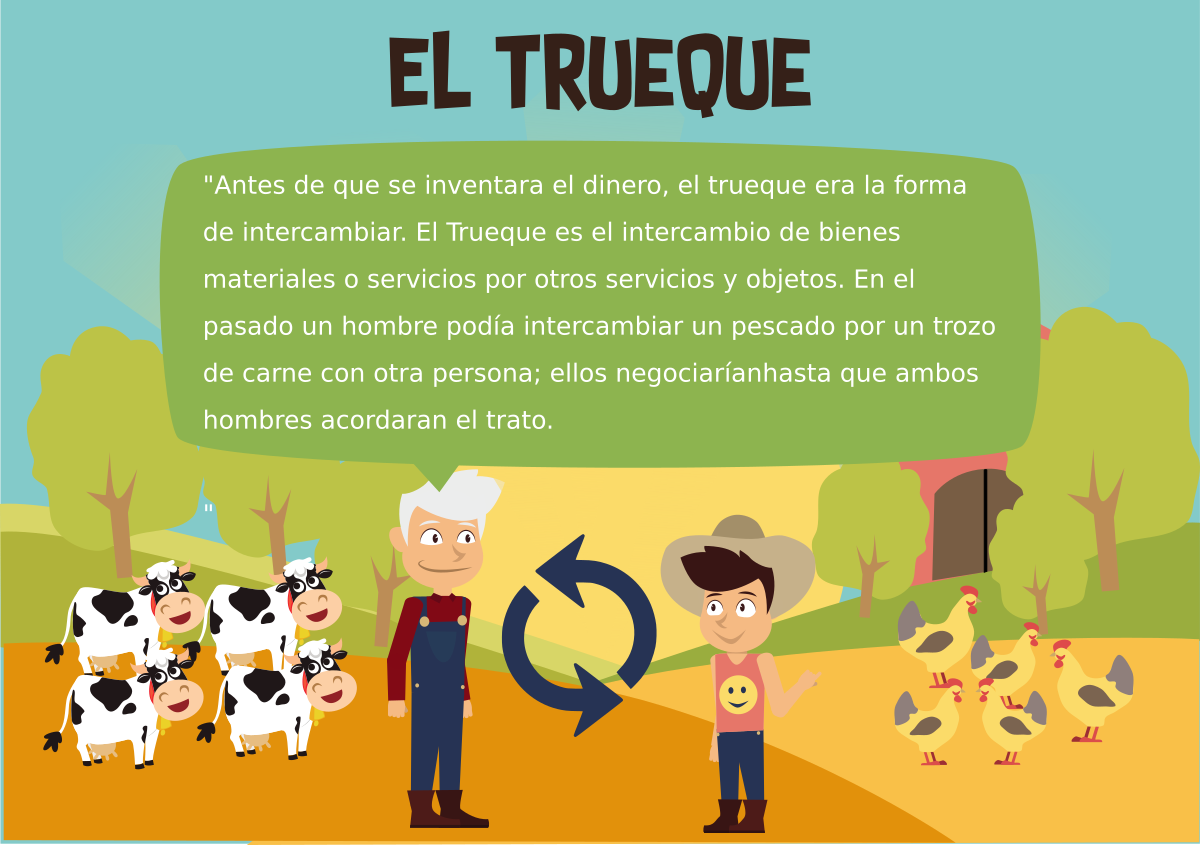 EL TRUEQUE
"Antes de que se inventara el dinero, el trueque era la forma
de intercambiar. El Trueque es el intercambio de bienes
materiales o servicios por otros servicios y objetos. En el
pasado un hombre podía intercambiar un pescado por un trozo
de carne con otra persona; ellos negociaríanhasta que ambos
hombres acordaran el trato.
"